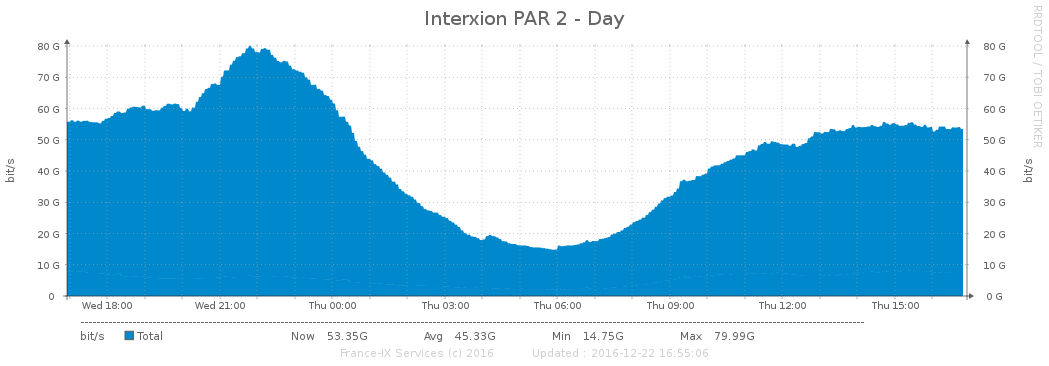 Interxion PAR 2 - Day
RRDTOOL / TOBI OETIKER
bit/s
80 G 80 G
70 G 70 G
60 G 60 G
50 G 50 G
40 G 40 G
30 G 30 G
20 G 20 G
10 G 10 G
0 0 G
bit/s
Wed 18:00 Wed 21:00 Thu 00:00 Thu 03:00 Thu 06:00 Thu 09:00 Thu 12:00 Thu 15:00
bit/s Total Now 53.35G Avg 45.33G Min 14.75G Max 79.99G
France-IX Services (c) 2016 Updated : 2016-12-22 16:55:06